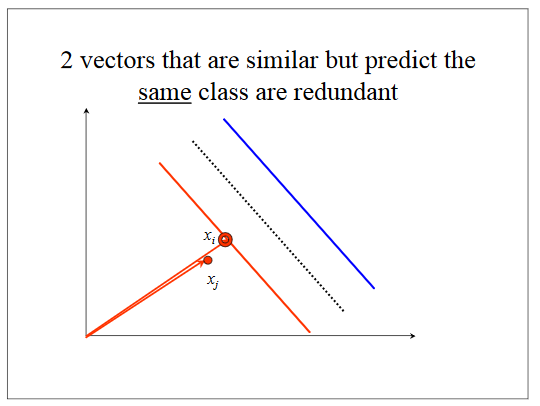 2 vectors that are similar but predict the
same class are redundant
xi
xj